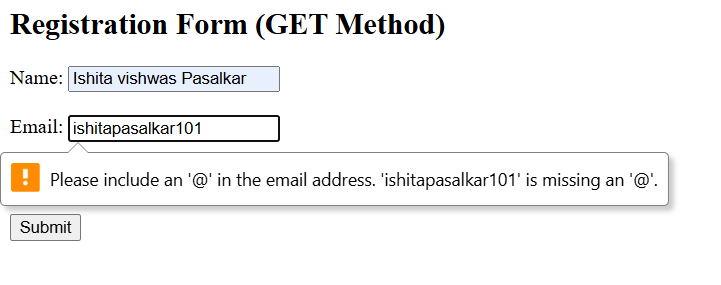 Registration Form (GET Method)
Name: Ishita vishwas Pasalkar
Email: ishitapasalkar101
Please include an '@' in the email address. 'ishitapasalkar101' is missing an '@'.
Submit